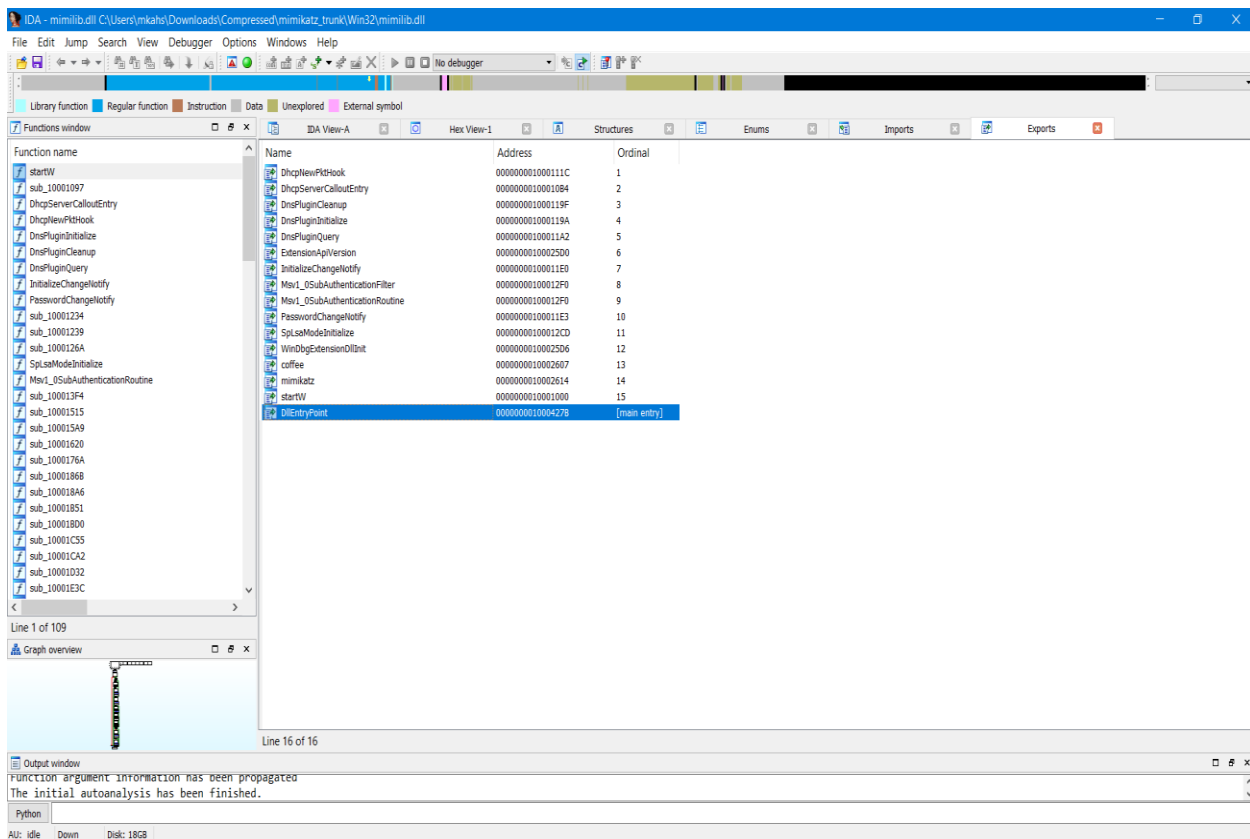 IDA - mimilib.dll C:\Users\mkahs\Downloads\Compressed\mimikatz_trunk\Win32\mimilib.dll
File Edit Jump Search View Debugger Options Windows Help
No debugger
Library function Regular function Instruction Data Unexplored External symbol
Functions window
IDA View-A Hex View-1 Structures Enums Imports Exports
Function name
startW
sub_10001097
DhcpServerCalloutEntry
DhcpNewPktHook
DnsPluginInitialize
DnsPluginCleanup
DnsPluginQuery
InitializeChangeNotify
PasswordChangeNotify
sub_10001234
sub_10001239
sub_1000126A
SpLsaModeInitialize
Msv1_0SubAuthenticationRoutine
sub_100013F4
sub_10001515
sub_100015A9
sub_10001620
sub_1000176A
sub_1000186B
sub_100018A6
sub_10001B51
sub_10001BD0
sub_10001C55
sub_10001CA2
sub_10001D32
sub_10001E3C
Line 1 of 109
Graph overview
Name Address Ordinal
DhcpNewPktHook 000000001000111C 1
DhcpServerCalloutEntry 00000000100010B4 2
DnsPluginCleanup 000000001000119F 3
DnsPluginInitialize 000000001000119A 4
DnsPluginQuery 00000000100011A2 5
ExtensionApiVersion 00000000100025D0 6
InitializeChangeNotify 00000000100011E0 7
Msv1_0SubAuthenticationFilter 00000000100012F0 8
Msv1_0SubAuthenticationRoutine 00000000100012F0 9
PasswordChangeNotify 00000000100011E3 10
SpLsaModeInitialize 00000000100012CD 11
WinDbgExtensionDllInit 00000000100025D6 12
coffee 0000000010002607 13
mimikatz 0000000010002614 14
startW 0000000010001000 15
DllEntryPoint 000000001000427B [main entry]
Line 16 of 16
Output window
Function argument information has been propagated
The initial autoanalysis has been finished.
Python
AU: idle Down Disk: 18GB